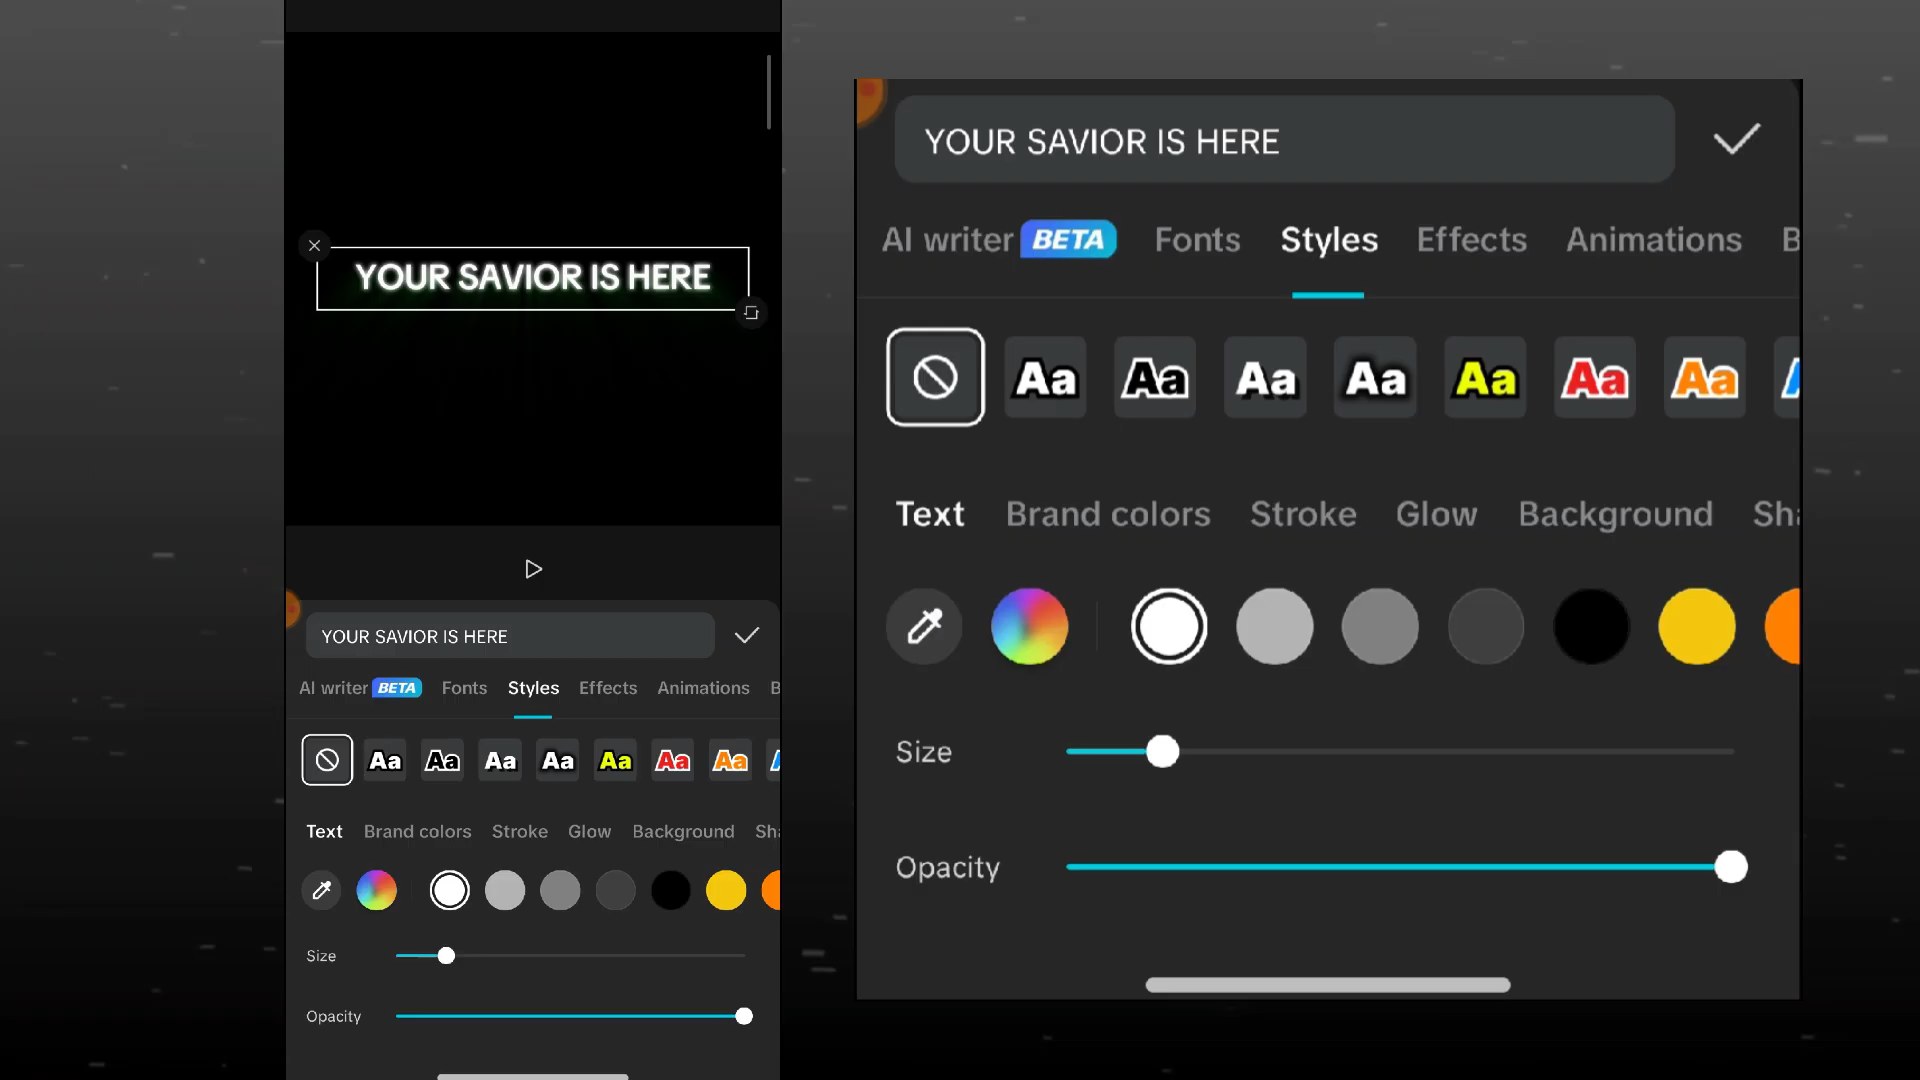 YOUR SAVIOR IS HERE
YOUR SAVIOR IS HERE
AI writer BETA Fonts Styles Effects Animations B
Aa Aa Aa Aa Aa Aa Aa
Text Brand colors Stroke Glow Background Sha
Size
Opacity
YOUR SAVIOR IS HERE
AI writer BETA Fonts Styles Effects Animations B
Aa Aa Aa Aa Aa Aa Aa
Text Brand colors Stroke Glow Background Sha
Size
Opacity